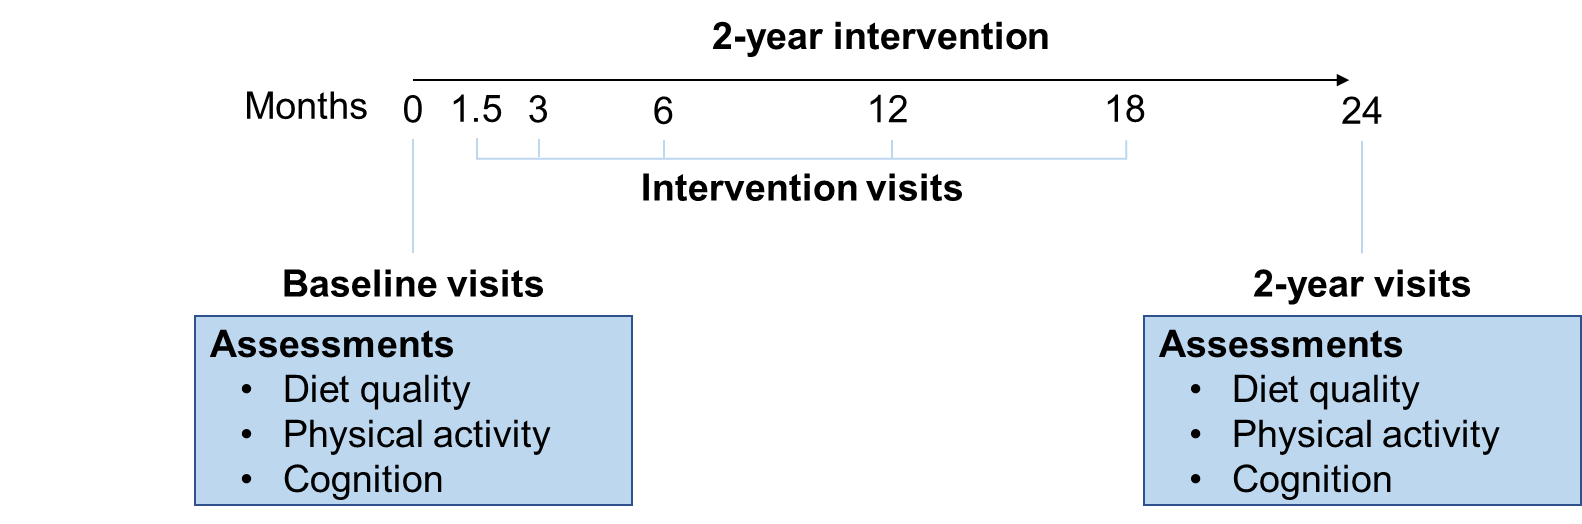 2-year intervention
Months 0 1.5 3 6 12 18 24
Intervention visits
Baseline visits
Assessments
• Diet quality
• Physical activity
• Cognition
2-year visits
Assessments
• Diet quality
• Physical activity
• Cognition